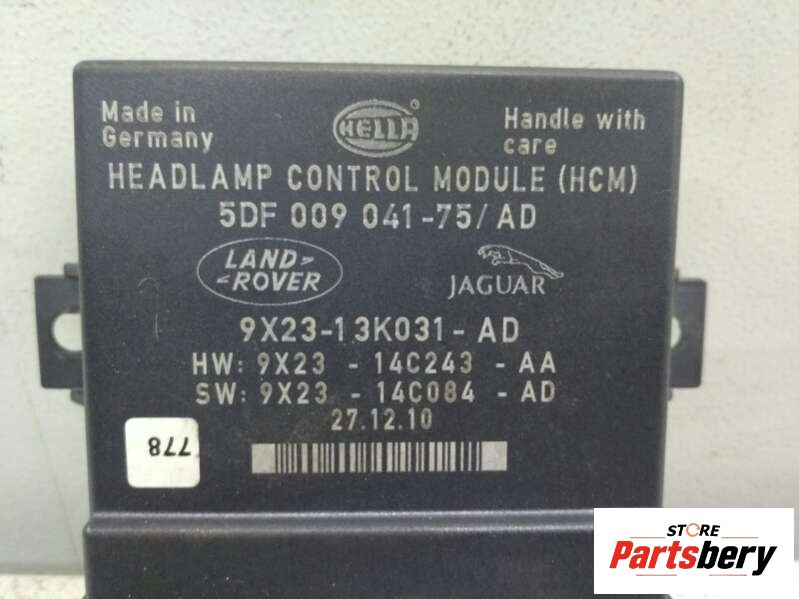 Made in
Germany
HELLA
®
Handle with
care
HEADLAMP CONTROL MODULE (HCM)
5DF 009 041-75/AD
LAND
ROVER
JAGUAR
9X23-13K031-AD
HW: 9X23 - 14C243 - AA
SW: 9X23 - 14C084 - AD
27.12.10
778
STORE
Partsbery